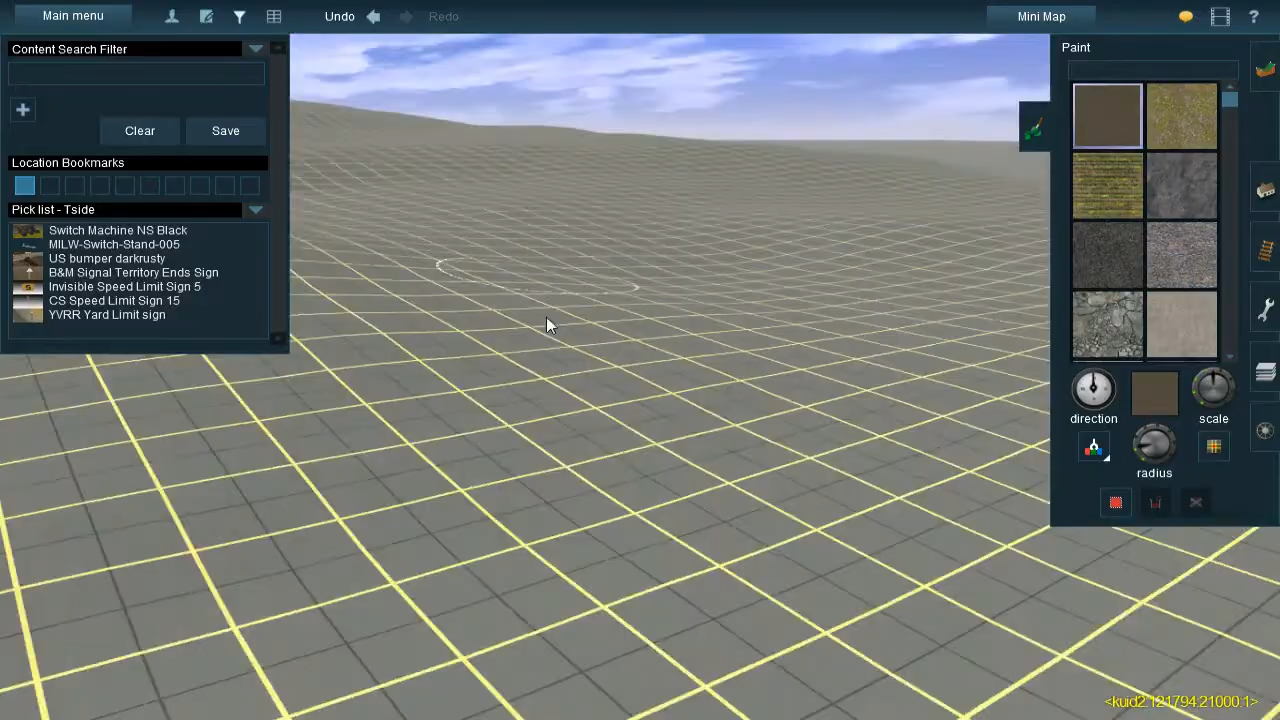 Main menu
Undo
Redo
Mini Map
?
Content Search Filter
Clear
Save
Location Bookmarks
Pick list - Tside
Switch Machine NS Black
MILW-Switch-Stand-005
US bumper darkrusty
B&M Signal Territory Ends Sign
Invisible Speed Limit Sign 5
CS Speed Limit Sign 15
YVRR Yard Limit sign
Paint
direction
scale
radius
<kuid2:121794:21000:1>